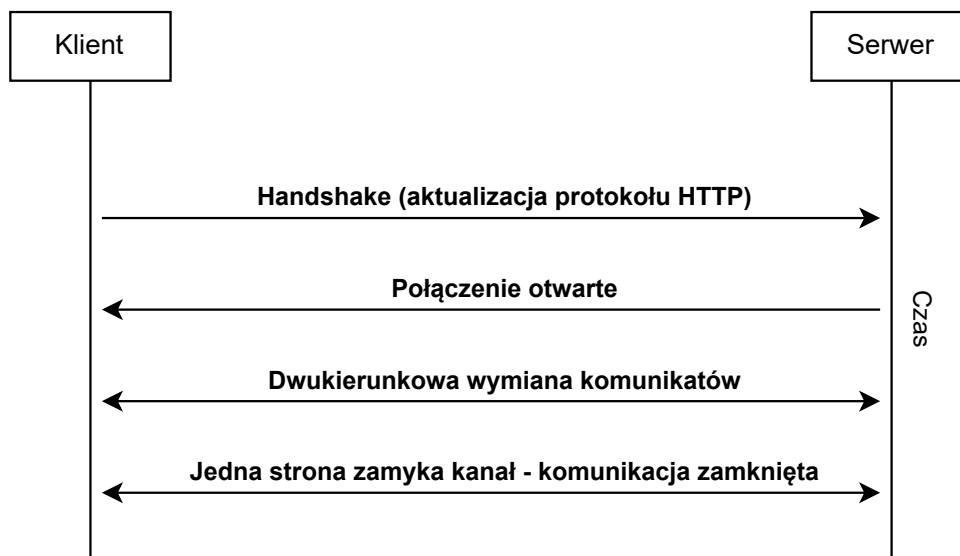 Klient
Serwer
Handshake (aktualizacja protokołu HTTP)
Połączenie otwarte
Czas
Dwukierunkowa wymiana komunikatów
Jedna strona zamyka kanał - komunikacja zamknięta